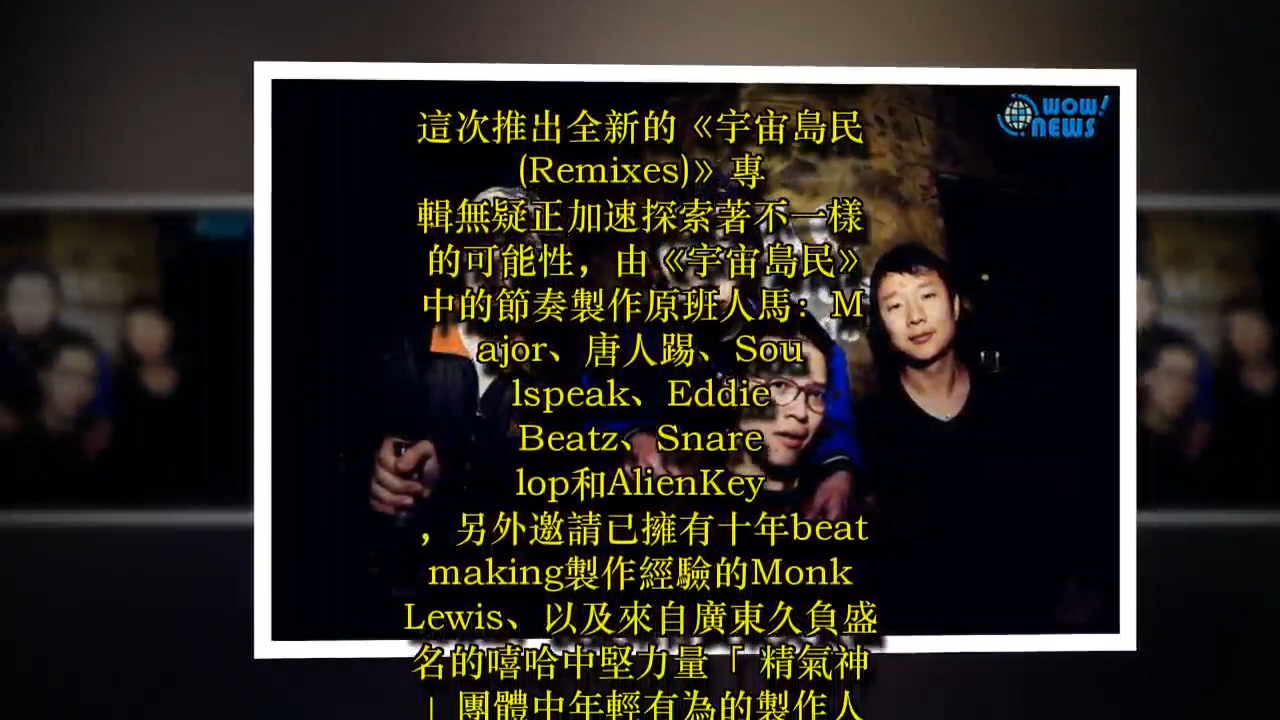 WOW!
NEWS
這次推出全新的《宇宙島民
(Remixes)》專
輯無疑正加速探索著不一樣
的可能性，由《宇宙島民》
中的節奏製作原班人馬：M
ajor、唐人踢、Sou
lspeak、Eddie
Beatz、Snare
lop和AlienKey
，另外邀請已擁有十年beat
making製作經驗的Monk
Lewis、以及來自廣東久負盛
名的嘻哈中堅力量「 精氣神
」團體中年輕有為的製作人